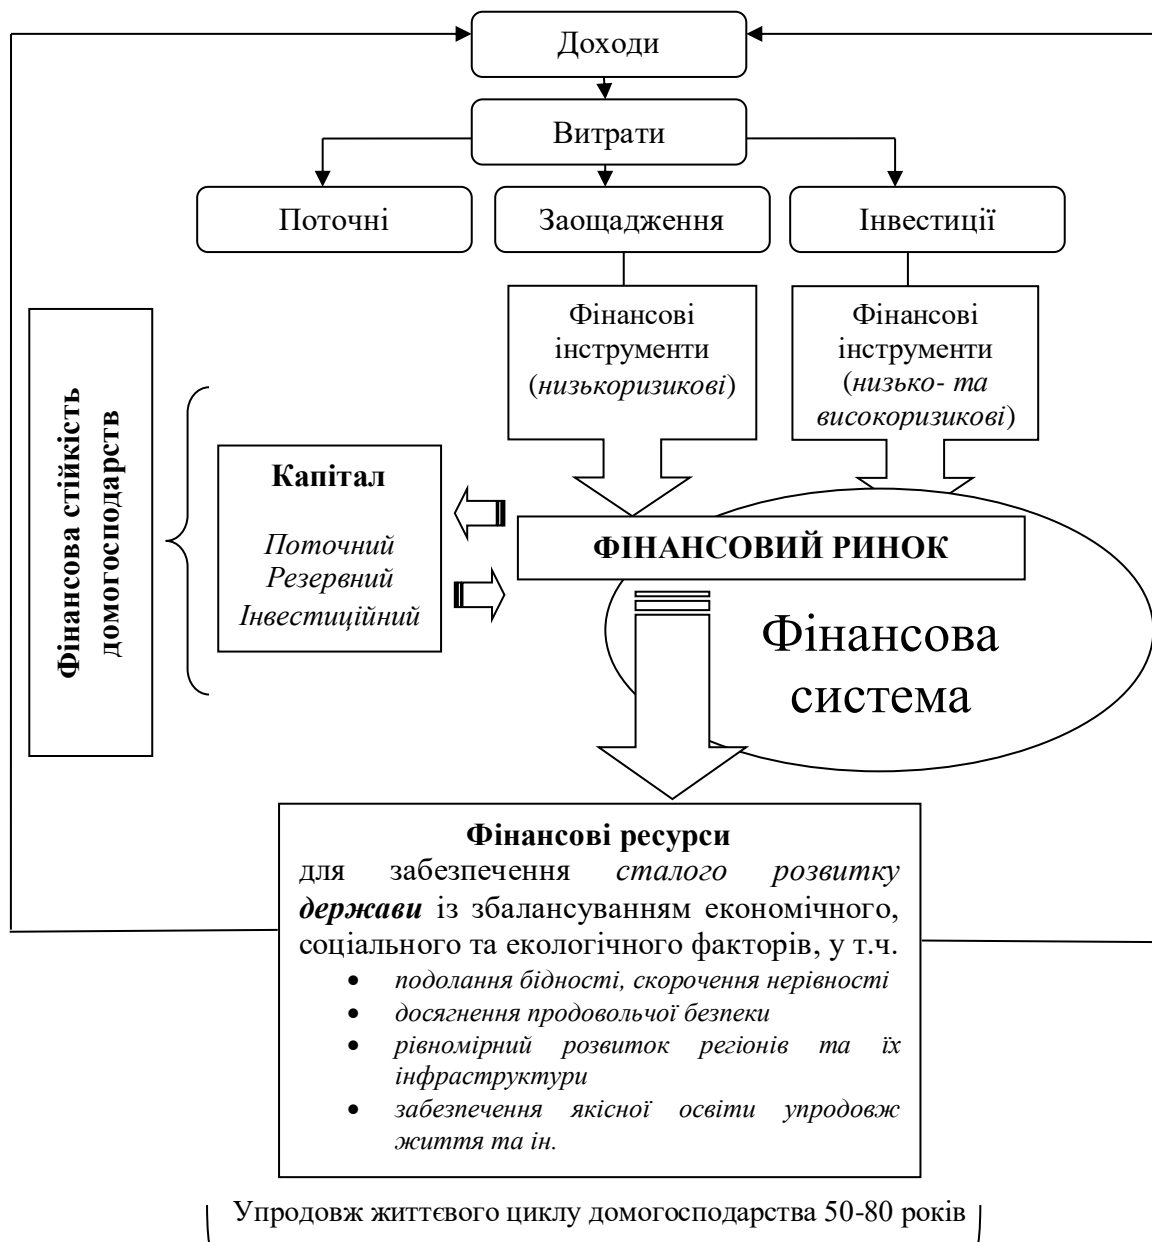 Доходи
Витрати
Поточні
Заощадження
Інвестиції
Фінансові
інструменти
(низькоризикові)
Фінансові
інструменти
(низько- та
високоризикові)
Фінансова стійкість
домогосподарств
Капітал
Поточний
Резервний
Інвестиційний
ФІНАНСОВИЙ РИНОК
Фінансова
система
Фінансові ресурси
для забезпечення сталого розвитку
держави із збалансуванням економічного,
соціального та екологічного факторів, у т.ч.
• подолання бідності, скорочення нерівності
• досягнення продовольчої безпеки
• рівномірний розвиток регіонів та їх
інфраструктури
• забезпечення якісної освіти упродовж
життя та ін.
Упродовж життєвого циклу домогосподарства 50-80 років